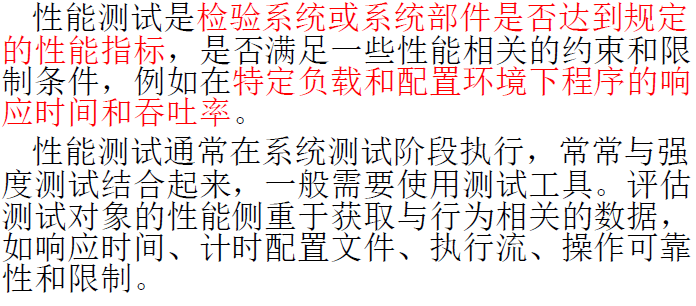 性能测试是检验系统或系统部件是否达到规定
的性能指标，是否满足一些性能相关的约束和限
制条件，例如在特定负载和配置环境下程序的响
应时间和吞吐率。
性能测试通常在系统测试阶段执行，常常与强
度测试结合起来，一般需要使用测试工具。评估
测试对象的性能侧重于获取与行为相关的数据，
如响应时间、计时配置文件、执行流、操作可靠
性和限制。